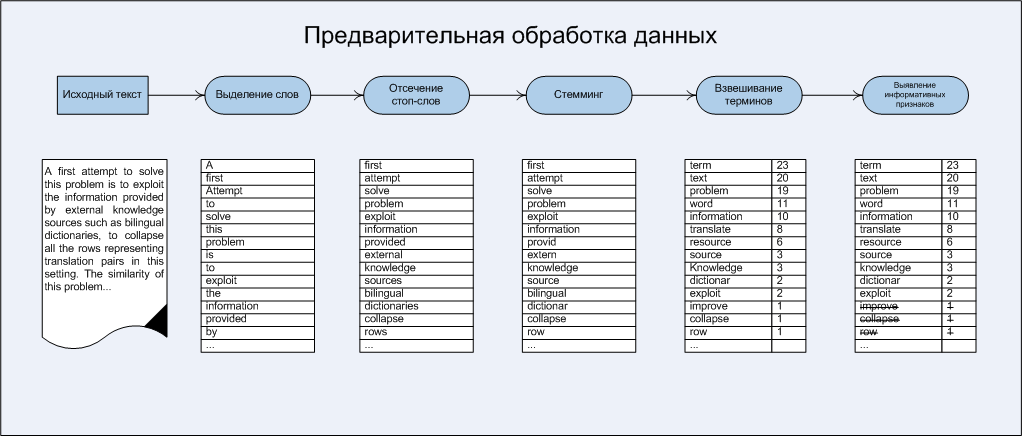 Предварительная обработка данных
Исходный текст
Выделение слов
Отсечение
стоп-слов
Стемминг
Взвешивание
терминов
Выявление
информативных
признаков
A first attempt to solve
this problem is to exploit
the information provided
by external knowledge
sources such as bilingual
dictionaries, to collapse
all the rows representing
translation pairs in this
setting. The similarity of
this problem...
A
first
Attempt
to
solve
this
problem
is
to
exploit
the
information
provided
by
...
first
attempt
solve
problem
exploit
information
provided
external
knowledge
sources
bilingual
dictionaries
collapse
rows
...
first
attempt
solve
problem
exploit
information
provid
extern
knowledge
source
bilingual
dictionar
collapse
row
...
term 23
text 20
problem 19
word 11
information 10
translate 8
resource 6
source 3
Knowledge 3
dictionar 2
exploit 2
improve 1
collapse 1
row 1
...
term 23
text 20
problem 19
word 11
information 10
translate 8
resource 6
source 3
knowledge 3
dictionar 2
exploit 2
improve 1
collapse 1
row 1
...